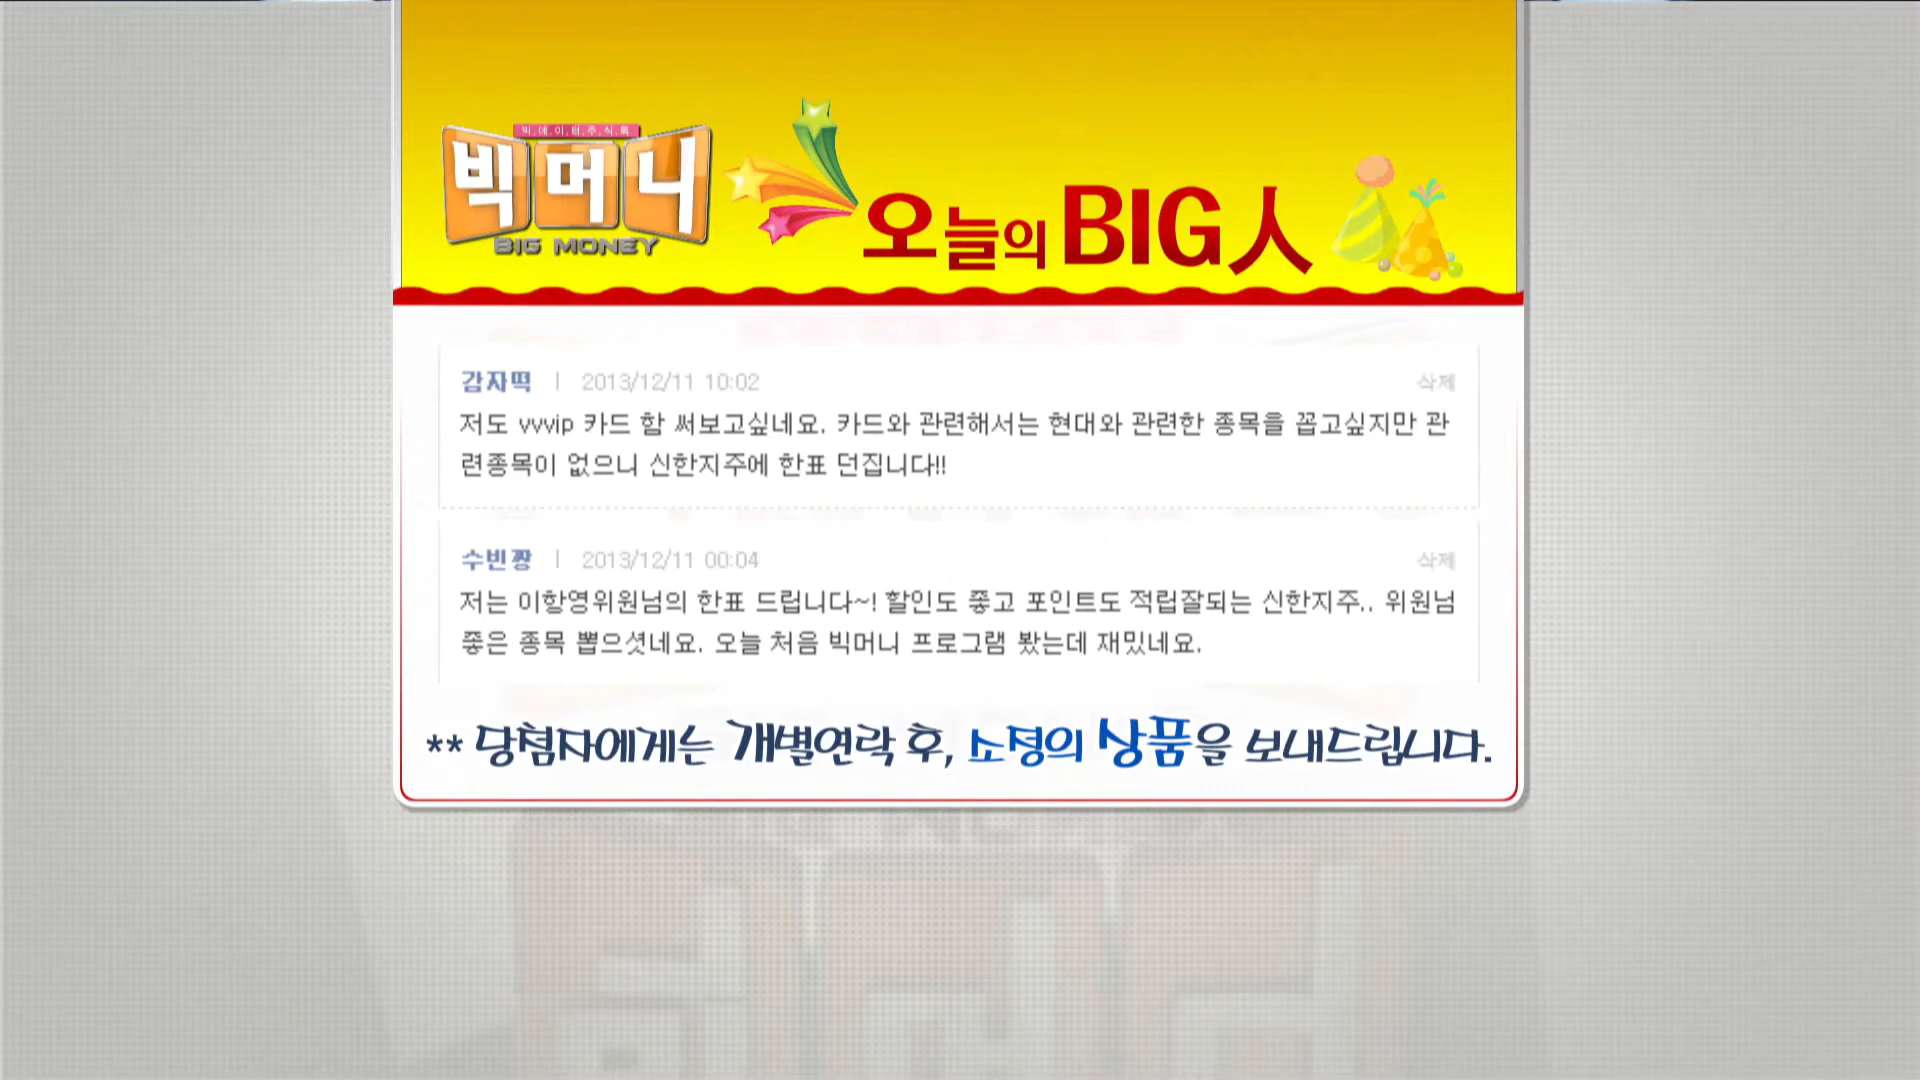 빅.데.이.터.주.식.톡
빅머니
BIG MONEY
오늘의 BIG人
감자떡 | 2013/12/11 10:02 삭제
저도 vvvip 카드 함 써보고싶네요. 카드와 관련해서는 현대와 관련한 종목을 꼽고싶지만 관
련종목이 없으니 신한지주에 한표 던집니다!!
수빈짱 | 2013/12/11 00:04 삭제
저는 이항영위원님의 한표 드립니다~! 할인도 좋고 포인트도 적립잘되는 신한지주.. 위원님
좋은 종목 뽑으셧네요. 오늘 처음 빅머니 프로그램 봤는데 재밌네요.
** 당첨자에게는 개별연락 후, 소정의 상품을 보내드립니다.